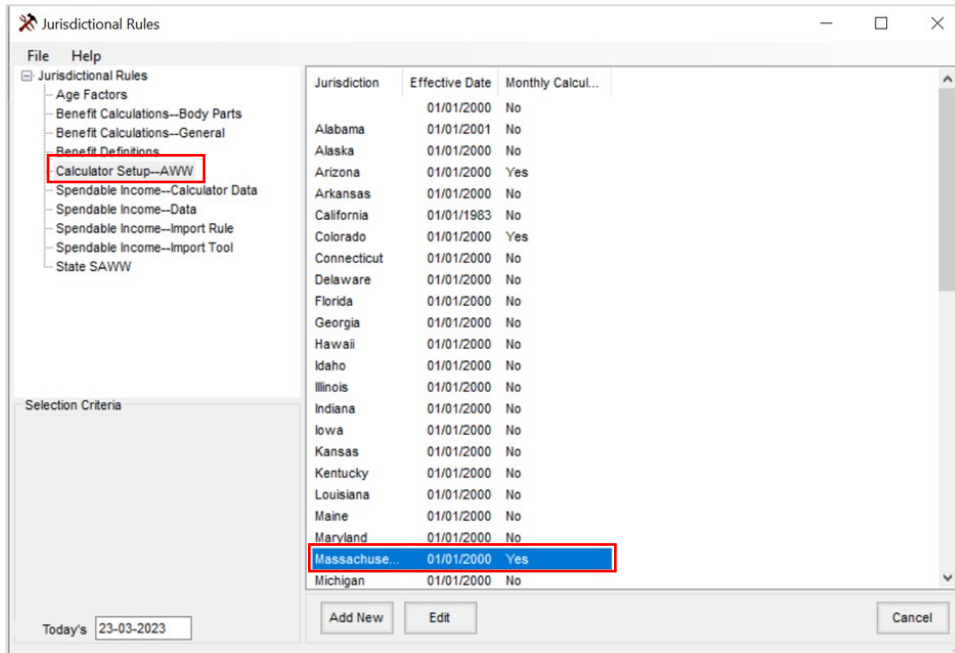 Jurisdictional Rules
File Help
Jurisdictional Rules
Age Factors
Benefit Calculations--Body Parts
Benefit Calculations--General
Benefit Definitions
Calculator Setup--AWW
Spendable Income--Calculator Data
Spendable Income--Data
Spendable Income--Import Rule
Spendable Income--Import Tool
State SAWW
Selection Criteria
Today's 23-03-2023
Jurisdiction Effective Date Monthly Calcul...
01/01/2000 No
Alabama 01/01/2001 No
Alaska 01/01/2000 No
Arizona 01/01/2000 Yes
Arkansas 01/01/2000 No
California 01/01/1983 No
Colorado 01/01/2000 Yes
Connecticut 01/01/2000 No
Delaware 01/01/2000 No
Florida 01/01/2000 No
Georgia 01/01/2000 No
Hawaii 01/01/2000 No
Idaho 01/01/2000 No
Illinois 01/01/2000 No
Indiana 01/01/2000 No
Iowa 01/01/2000 No
Kansas 01/01/2000 No
Kentucky 01/01/2000 No
Louisiana 01/01/2000 No
Maine 01/01/2000 No
Maryland 01/01/2000 No
Massachuse... 01/01/2000 Yes
Michigan 01/01/2000 No
Add New Edit Cancel